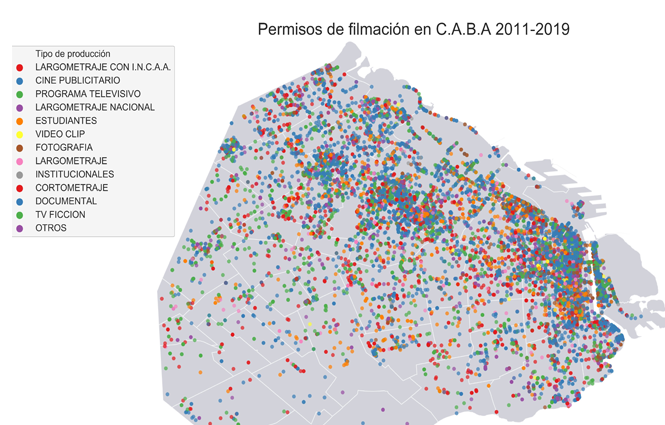 Permisos de filmación en C.A.B.A 2011-2019
Tipo de producción
LARGOMETRAJE CON I.N.C.A.A.
CINE PUBLICITARIO
PROGRAMA TELEVISIVO
LARGOMETRAJE NACIONAL
ESTUDIANTES
VIDEO CLIP
FOTOGRAFIA
LARGOMETRAJE
INSTITUCIONALES
CORTOMETRAJE
DOCUMENTAL
TV FICCION
OTROS